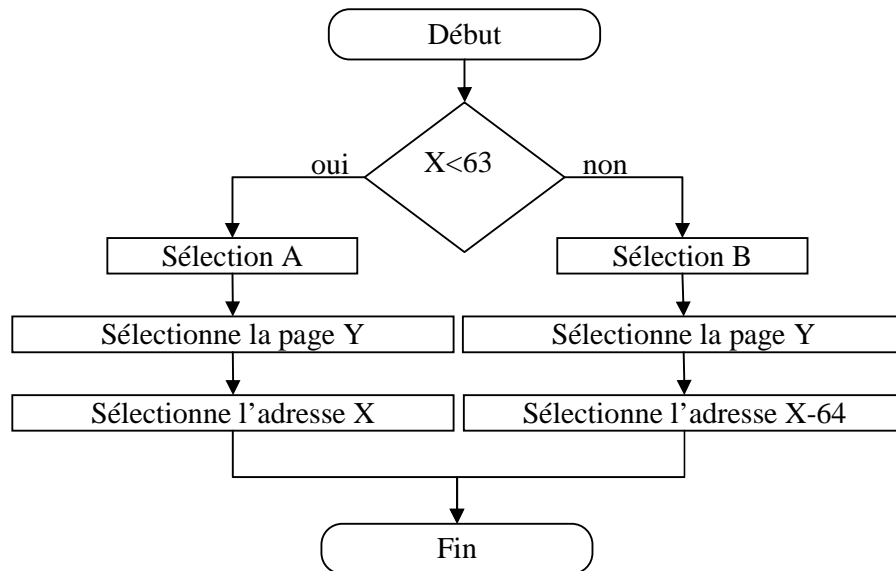 Début
X<63
oui
non
Sélection A
Sélection B
Sélectionne la page Y
Sélectionne la page Y
Sélectionne l’adresse X
Sélectionne l’adresse X-64
Fin